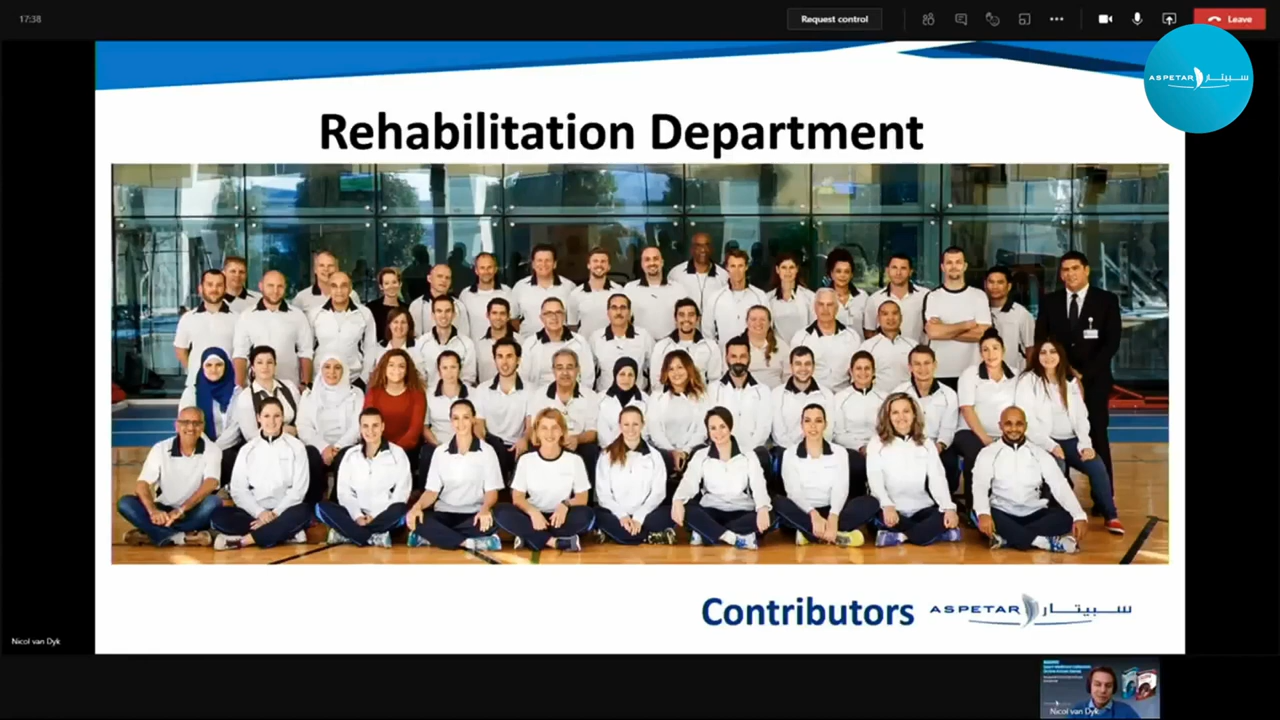 17:38
Request control
Leave
ASPETAR سبيتار
Rehabilitation Department
Contributors
ASPETAR سبيتار
Nicol van Dyk
Nicol van Dyk